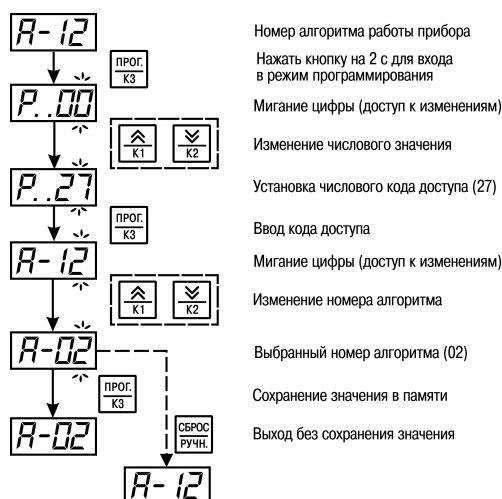 A-12
Номер алгоритма работы прибора
ПРОГ.
К3
Нажать кнопку на 2 с для входа
в режим программирования
P..00
Мигание цифры (доступ к изменениям)
К1
К2
Изменение числового значения
P..27
Установка числового кода доступа (27)
ПРОГ.
К3
Ввод кода доступа
A-12
Мигание цифры (доступ к изменениям)
К1
К2
Изменение номера алгоритма
A-02
Выбранный номер алгоритма (02)
ПРОГ.
К3
Сохранение значения в памяти
A-02
СБРОС
РУЧН.
Выход без сохранения значения
A-12